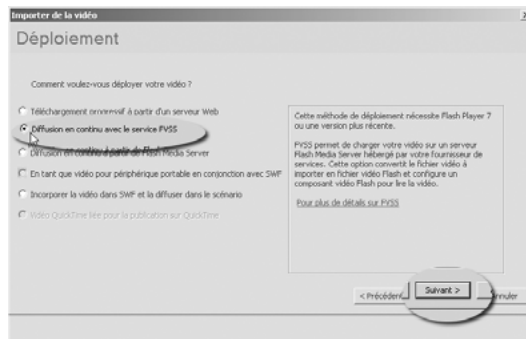 Importer de la vidéo
Déploiement
Comment voulez-vous déployer votre vidéo ?
Téléchargement progressif à partir d'un serveur Web
Diffusion en continu avec le service FVSS
Diffusion en continu à partir de Flash Media Server
En tant que vidéo pour périphérique portable en conjonction avec SWF
Incorporer la vidéo dans SWF et la diffuser dans le scénario
Vidéo QuickTime liée pour la publication sur QuickTime
Cette méthode de déploiement nécessite Flash Player 7
ou une version plus récente.
FVSS permet de charger votre vidéo sur un serveur
Flash Media Server hébergé par votre fournisseur de
services. Cette option convertit le fichier vidéo à
importer en fichier vidéo Flash et configure un
composant vidéo Flash pour lire la vidéo.
Pour plus de détails sur FVSS
< Précédent
Suivant >
Annuler